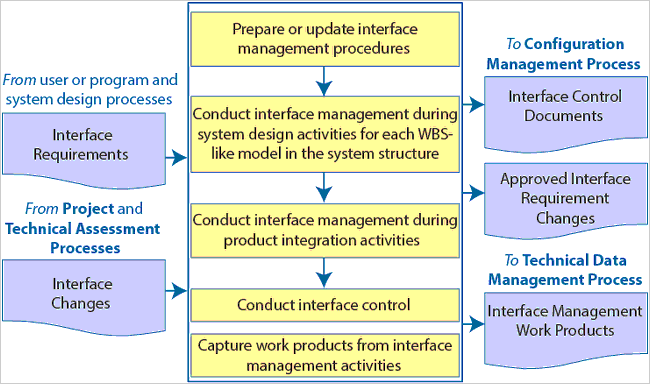 Prepare or update interface
management procedures
From user or program and
system design processes
Interface
Requirements
Conduct interface management during
system design activities for each WBS-
like model in the system structure
To Configuration
Management Process
Interface Control
Documents
From Project and
Technical Assessment
Processes
Interface
Changes
Conduct interface management during
product integration activities
Approved Interface
Requirement
Changes
Conduct interface control
To Technical Data
Management Process
Interface Management
Work Products
Capture work products from interface
management activities